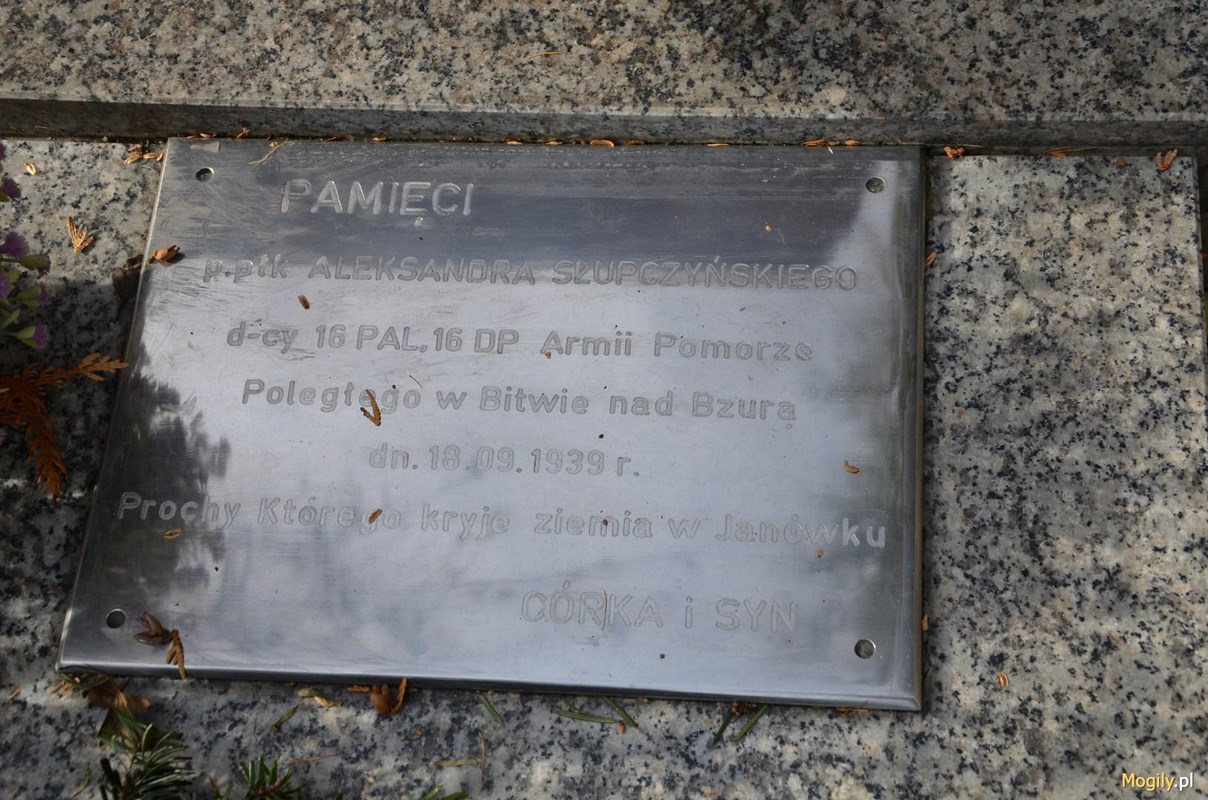 PAMIĘCI
p.płk ALEKSANDRA SŁUPCZYŃSKIEGO
d-cy 16 PAL, 16 DP Armii Pomorze
Poległego w Bitwie nad Bzurą
dn. 18.09.1939 r.
Prochy Którego kryje ziemia w Janówku
CÓRKA i SYN
Mogily.pl